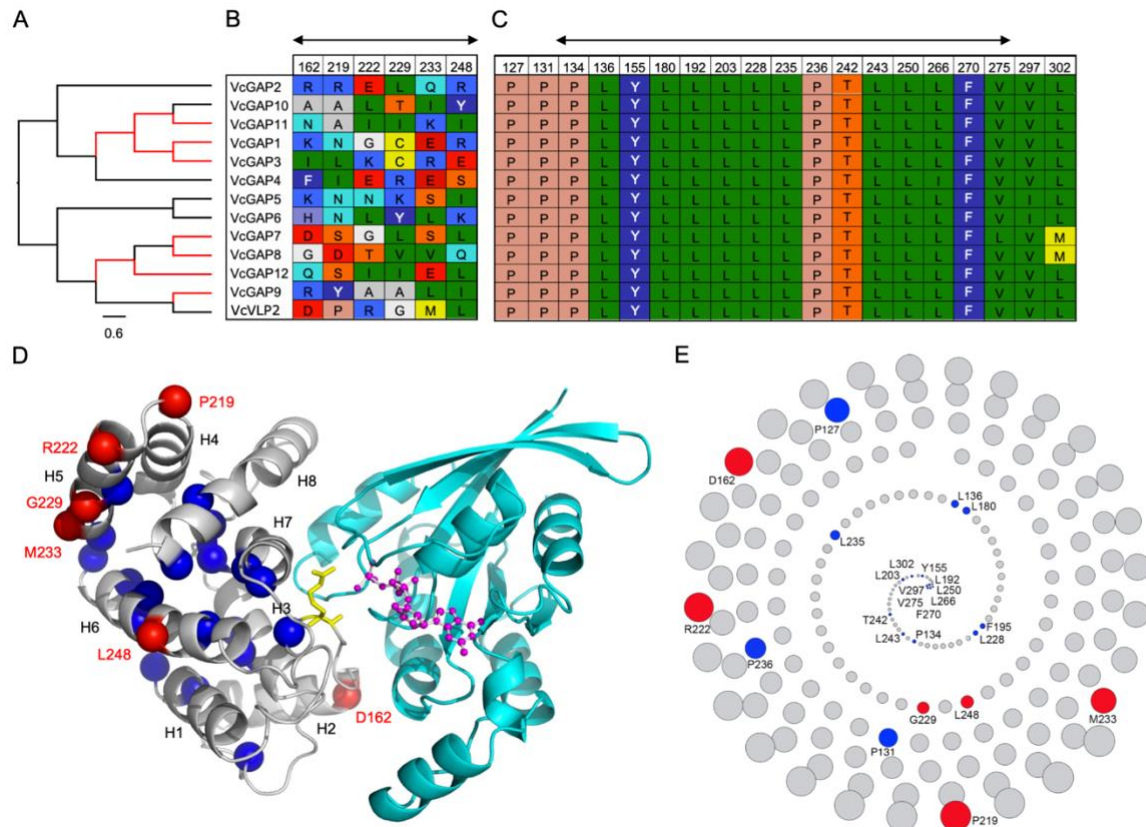 A B C
162 219 222 229 233 248 127 131 134 136 155 180 192 203 228 235 236 242 243 250 266 270 275 297 302
VcGAP2 R R E L Q R P P P L Y L L L L L P T L L L F V V L
VcGAP10 A A L T I Y P P P L Y L L L L L P T L L L F V V L
VcGAP11 N A I I K I P P P L Y L L L L L P T L L L F V V L
VcGAP1 K N G C E R P P P L Y L L L L L P T L L L F V V L
VcGAP3 I L K C R E P P P L Y L L L L L P T L L L F V V L
VcGAP4 F I E R E S P P P L Y L L L L L P T L L I F V V L
VcGAP5 K N N K S I P P P L Y L L L L L P T L L L F V V L
VcGAP6 H N L Y L K P P P L Y L L L L L P T L L L F V I L
VcGAP7 D S G L S L P P P L Y L L L L L P T L L L F L V M
VcGAP8 G D T V V Q P P P L Y L L L L L P T L L L F V V M
VcGAP12 Q S I I E L P P P L Y L L L L L P T L L L F V V L
VcGAP9 R Y A A L I P P P L Y L L L L L P T L L L F V V L
VcVLP2 D P R G M L P P P L Y L L L L L P T L L L F V V L
0.6
D
P219
R222
H4
H5
H8
G229
M233
H7
H3
H6
L248
D162
H1
H2
E
P127
D162
L136
L180
L235
L302
Y155
L203
L192
V297
L250
V275
L266
F270
T242
R222
P236
L243
P134
F195
L228
G229
L248
M233
P131
P219